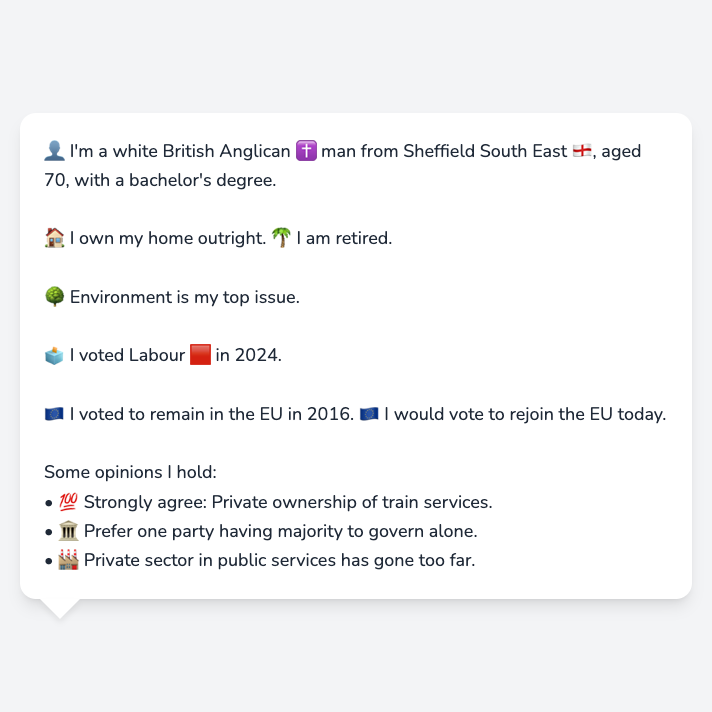 👤 I'm a white British Anglican ✝️ man from Sheffield South East 🏴󠁧󠁢󠁥󠁮󠁧󠁿, aged
70, with a bachelor's degree.
🏠 I own my home outright. 🌴 I am retired.
🌳 Environment is my top issue.
🗳️ I voted Labour 🟥 in 2024.
🇪🇺 I voted to remain in the EU in 2016. 🇪🇺 I would vote to rejoin the EU today.
Some opinions I hold:
• 💯 Strongly agree: Private ownership of train services.
• 🏛️ Prefer one party having majority to govern alone.
• 🏭 Private sector in public services has gone too far.